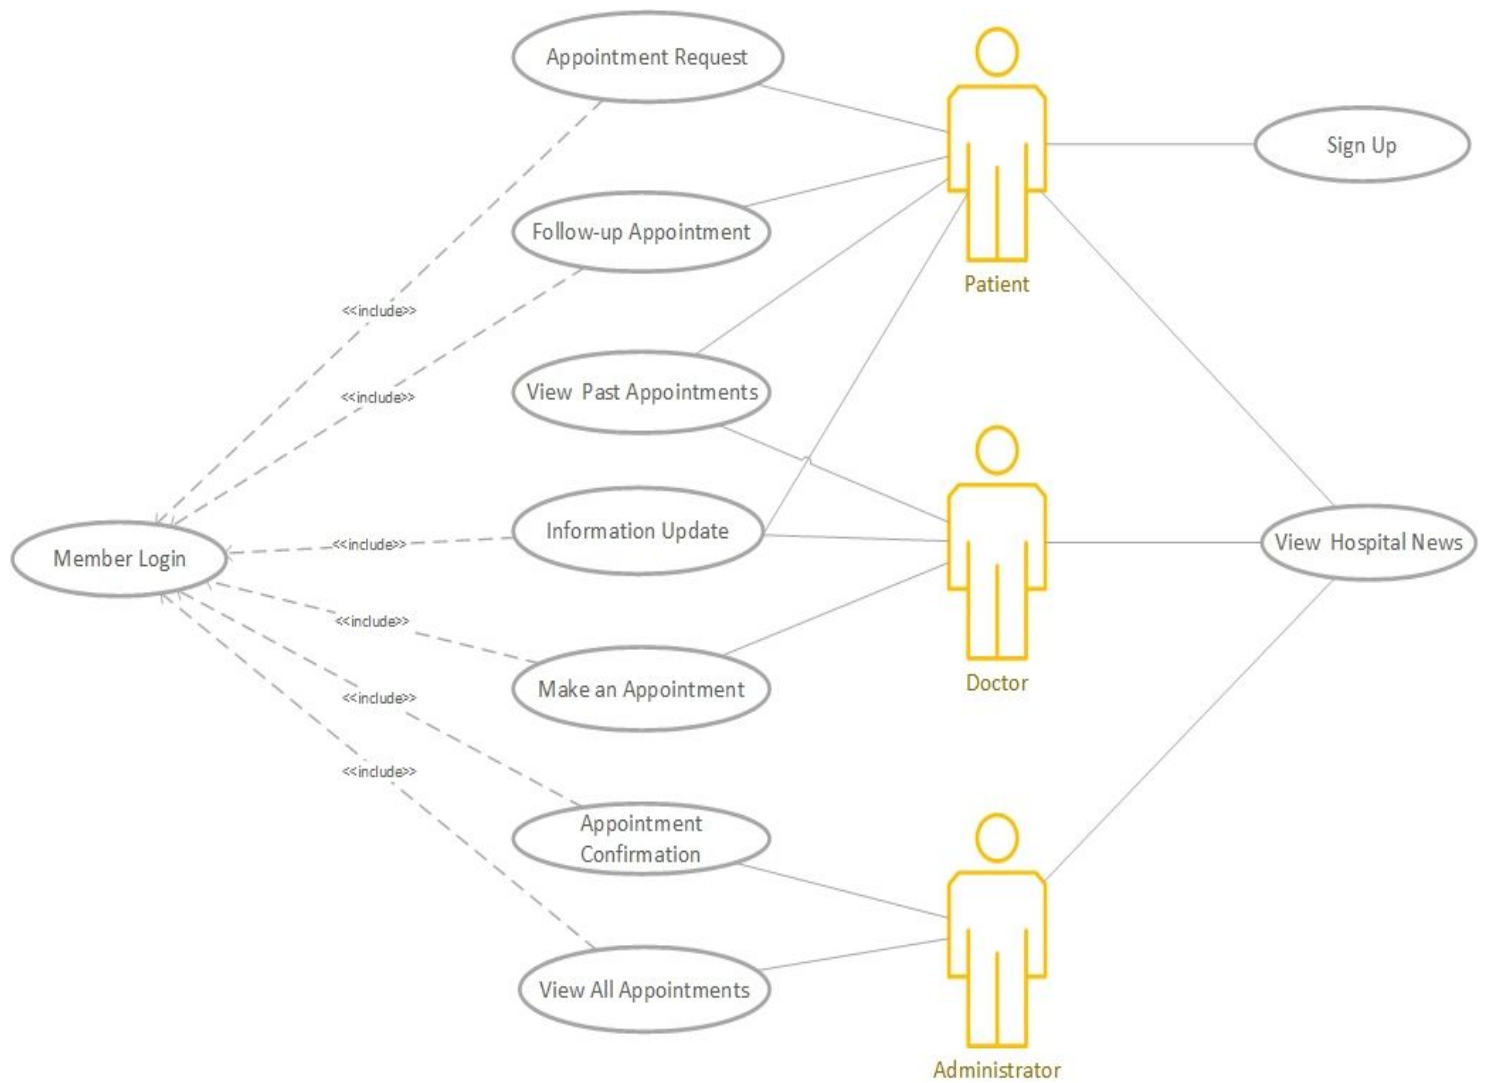 Appointment Request
Sign Up
Follow-up Appointment
Patient
<<include>>
<<include>>
View  Past Appointments
Information Update
<<include>>
Member Login
View  Hospital News
<<include>>
Make an Appointment
Doctor
<<include>>
<<include>>
Appointment
Confirmation
View All Appointments
Administrator